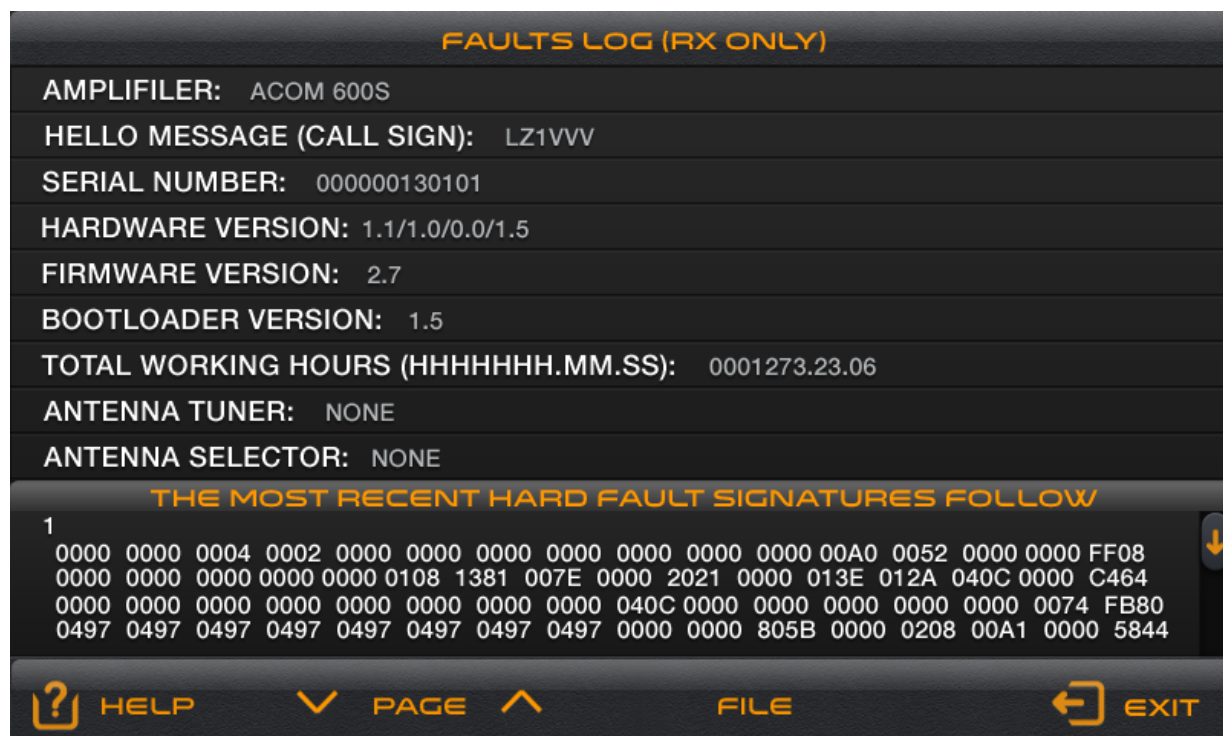 FAULTS LOG (RX ONLY)
AMPLIFILER: ACOM 600S
HELLO MESSAGE (CALL SIGN): LZ1VVV
SERIAL NUMBER: 000000130101
HARDWARE VERSION: 1.1/1.0/0.0/1.5
FIRMWARE VERSION: 2.7
BOOTLOADER VERSION: 1.5
TOTAL WORKING HOURS (HHHHHHH.MM.SS): 0001273.23.06
ANTENNA TUNER: NONE
ANTENNA SELECTOR: NONE
THE MOST RECENT HARD FAULT SIGNATURES FOLLOW
1
0000 0000 0004 0002 0000 0000 0000 0000 0000 0000 0000 00A0 0052 0000 0000 FF08
0000 0000 0000 0000 0000 0108 1381 007E 0000 2021 0000 013E 012A 040C 0000 C464
0000 0000 0000 0000 0000 0000 0000 0000 040C 0000 0000 0000 0000 0000 0074 FB80
0497 0497 0497 0497 0497 0497 0497 0497 0000 0000 805B 0000 0208 00A1 0000 5844
? HELP PAGE FILE EXIT